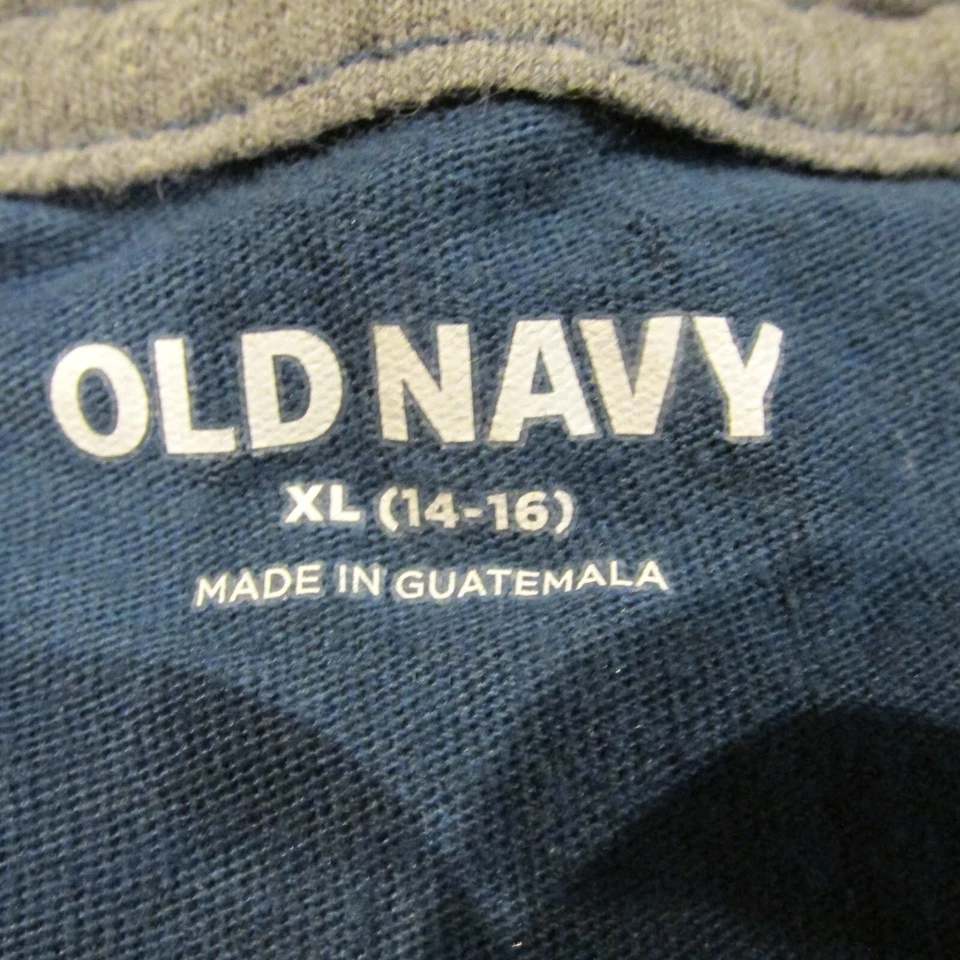 OLD NAVY
XL (14-16)
MADE IN GUATEMALA